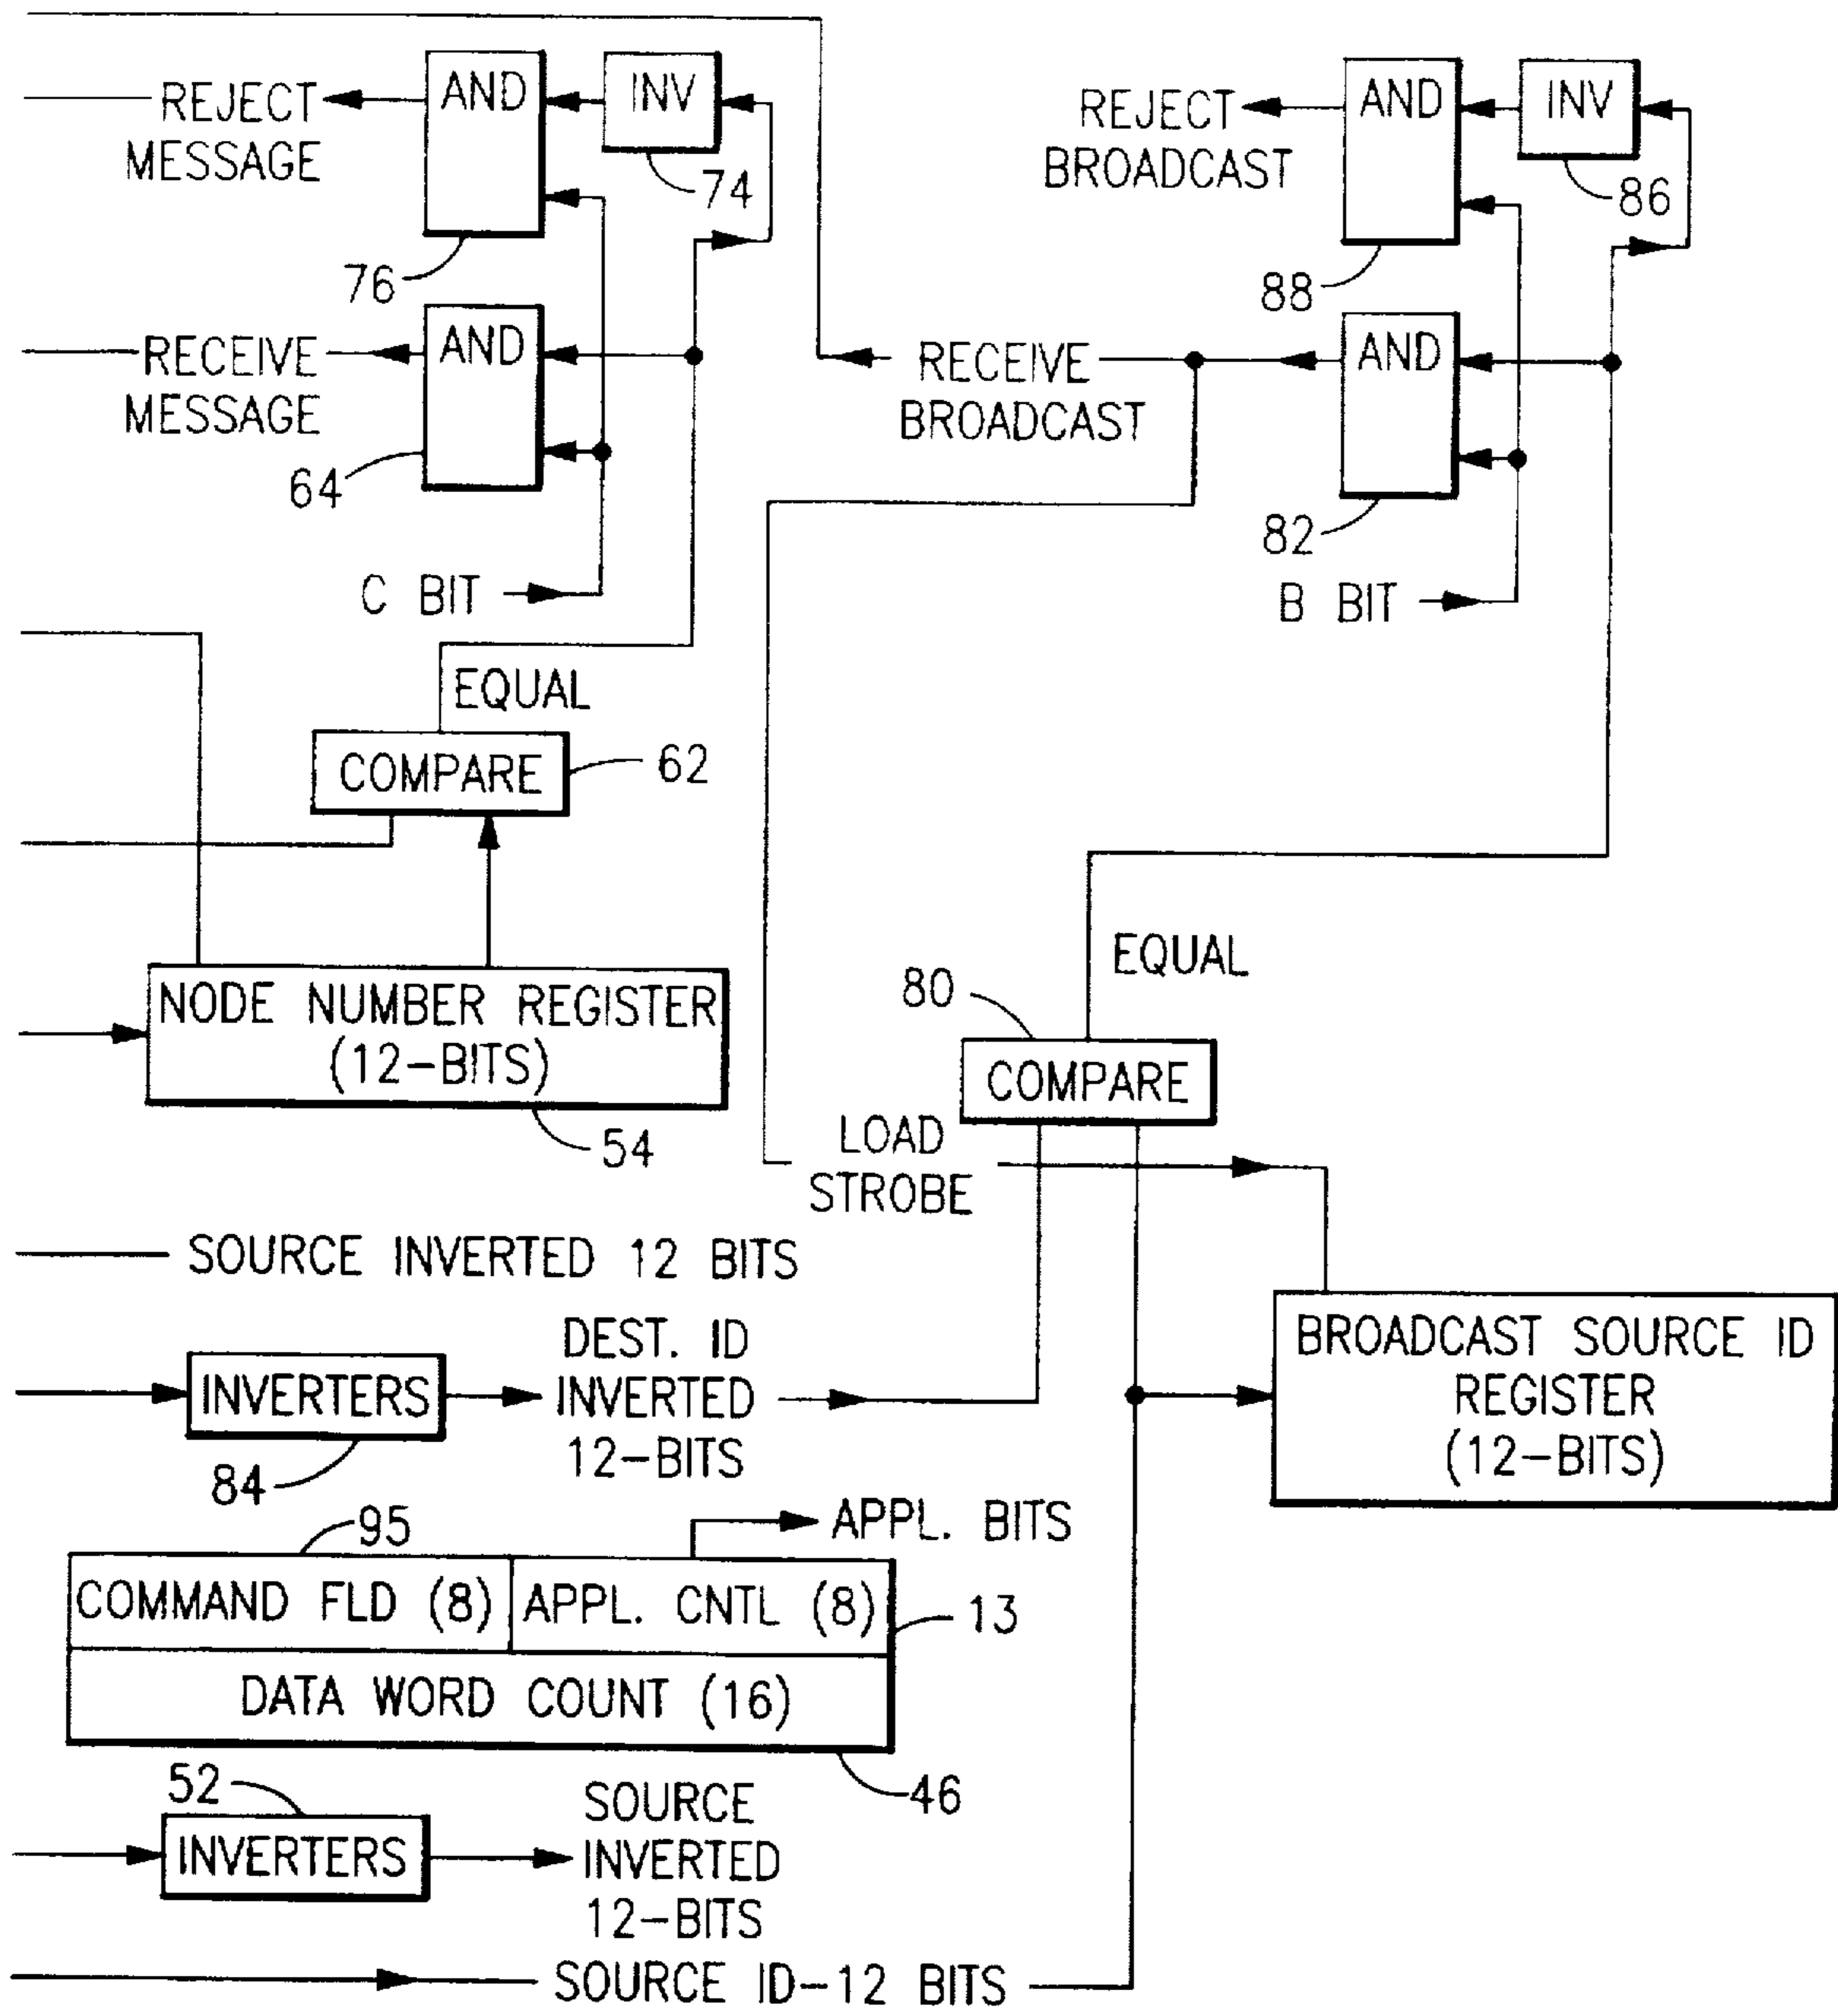 REJECT
MESSAGE
AND
INV
74
76
RECEIVE
MESSAGE
AND
64
C BIT
REJECT
BROADCAST
AND
INV
86
88
RECEIVE
BROADCAST
AND
82
B BIT
EQUAL
COMPARE
62
NODE NUMBER REGISTER
(12-BITS)
54
EQUAL
80
COMPARE
LOAD
STROBE
SOURCE INVERTED 12 BITS
INVERTERS
84
DEST. ID
INVERTED
12-BITS
BROADCAST SOURCE ID
REGISTER
(12-BITS)
95
APPL. BITS
COMMAND FLD (8)
APPL. CNTL (8)
13
DATA WORD COUNT (16)
46
52
INVERTERS
SOURCE
INVERTED
12-BITS
SOURCE ID-12 BITS